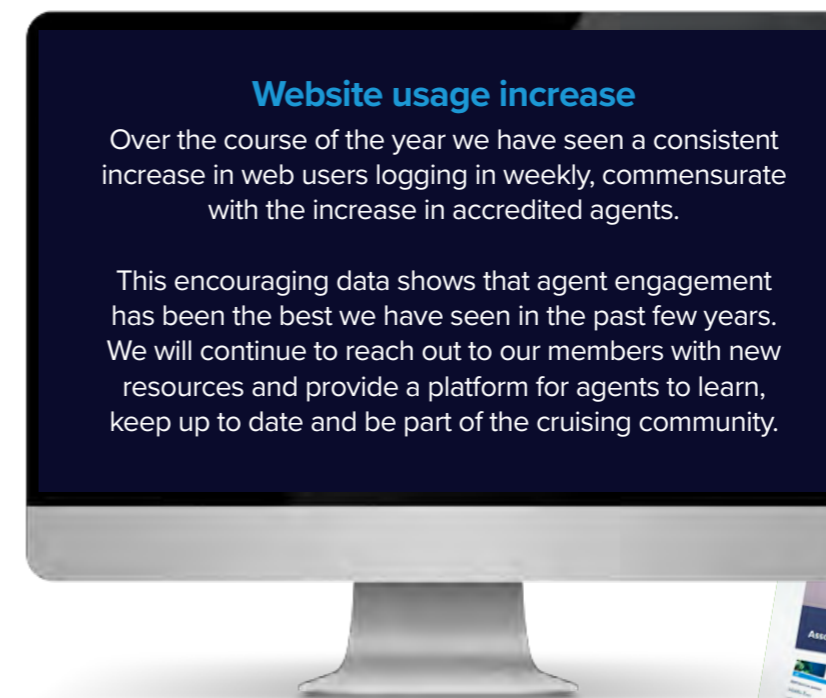 Website usage increase
Over the course of the year we have seen a consistent
increase in web users logging in weekly, commensurate
with the increase in accredited agents.
This encouraging data shows that agent engagement
has been the best we have seen in the past few years.
We will continue to reach out to our members with new
resources and provide a platform for agents to learn,
keep up to date and be part of the cruising community.